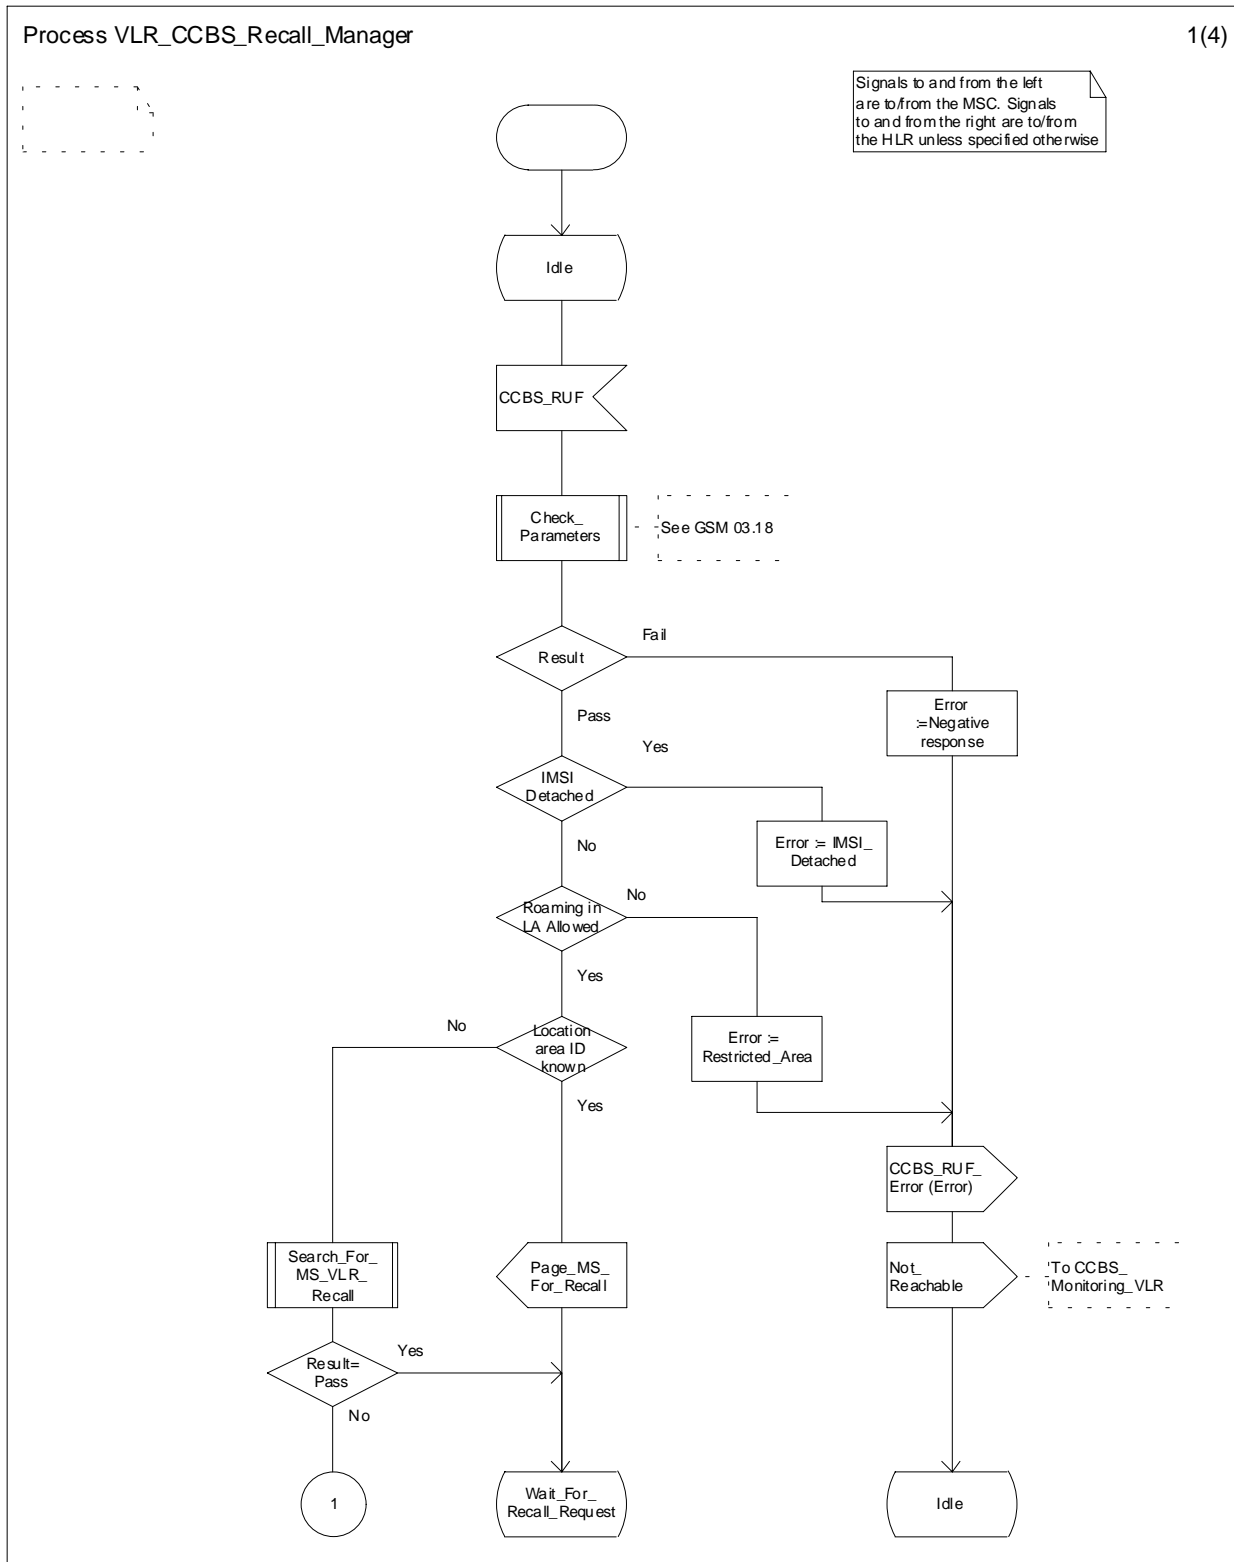 Process VLR_CCBS_Recall_Manager
1(4)
Signals to and from the left
are to/from the MSC. Signals
to and from the right are to/from
the HLR unless specified otherwise
Idle
CCBS_RUF
Check_
Parameters
See GSM 03.18
Result
Fail
Pass
Error
:=Negative
response
IMSI
Detached
Yes
No
Error := IMSI_
Detached
Roaming in
LA Allowed
No
Yes
Error :=
Restricted_Area
Location
area ID
known
No
Yes
CCBS_RUF_
Error (Error)
Search_For_
MS_VLR_
Recall
Page_MS_
For_Recall
Not_
Reachable
To CCBS_
Monitoring_VLR
Result=
Pass
Yes
No
1
Wait_For_
Recall_Request
Idle